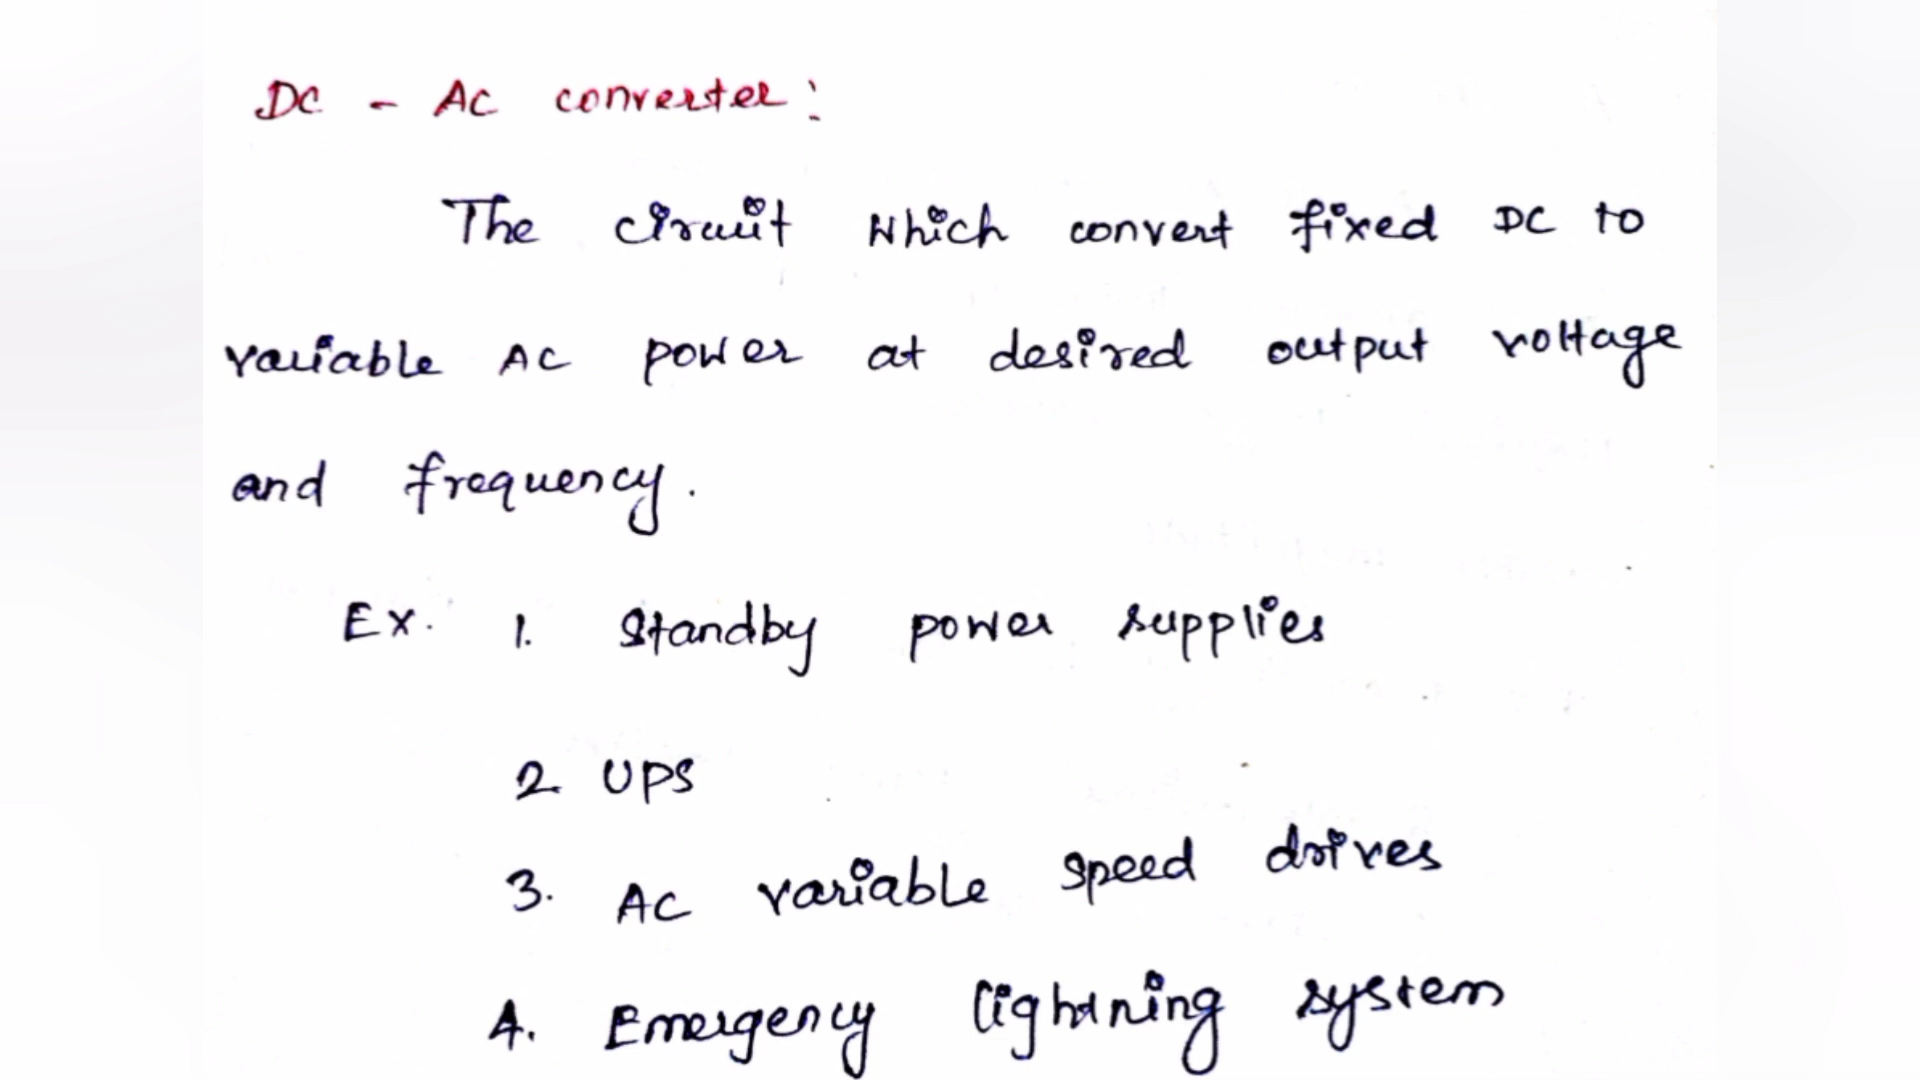 DC - AC converter:
The circuit which convert fixed DC to
variable AC power at desired output voltage
and frequency.
Ex. 1. Standby power supplies
2. UPS
3. AC variable speed drives
4. Emergency lightning system